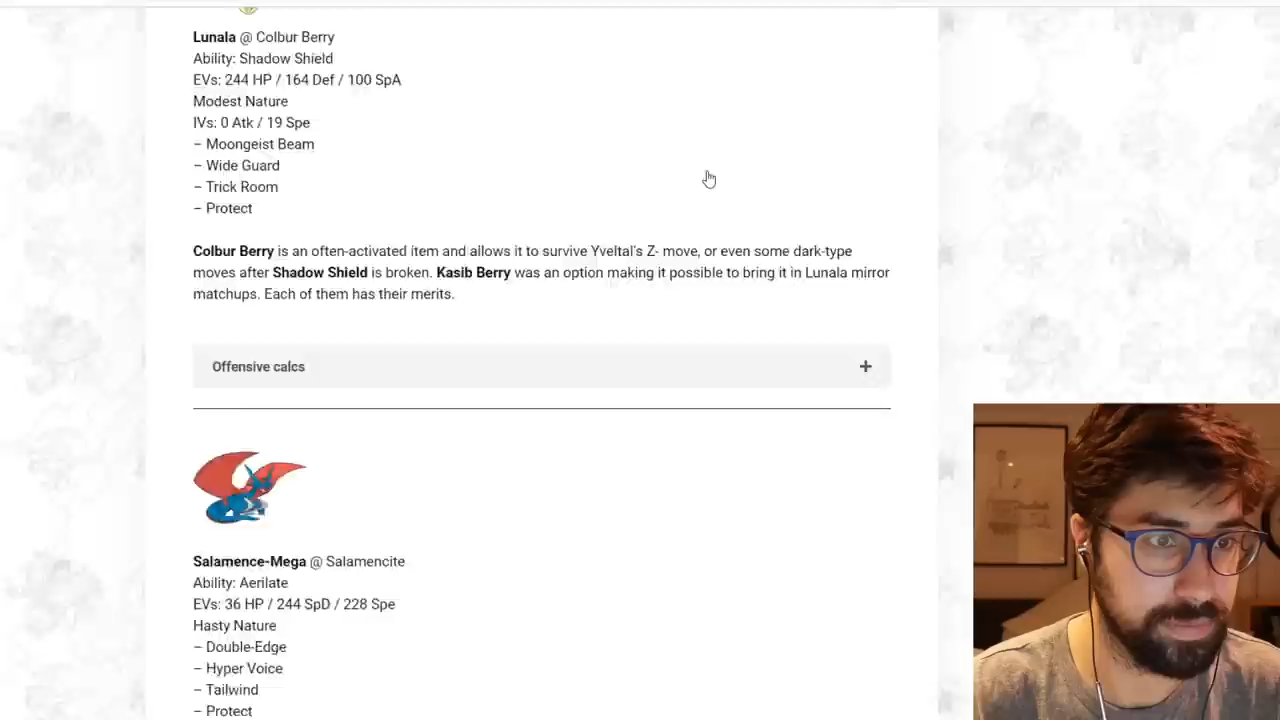 Lunala @ Colbur Berry
Ability: Shadow Shield
EVs: 244 HP / 164 Def / 100 SpA
Modest Nature
IVs: 0 Atk / 19 Spe
– Moongeist Beam
– Wide Guard
– Trick Room
– Protect
Colbur Berry is an often-activated item and allows it to survive Yveltal's Z- move, or even some dark-type
moves after Shadow Shield is broken. Kasib Berry was an option making it possible to bring it in Lunala mirror
matchups. Each of them has their merits.
Offensive calcs +
Salamence-Mega @ Salamencite
Ability: Aerilate
EVs: 36 HP / 244 SpD / 228 Spe
Hasty Nature
– Double-Edge
– Hyper Voice
– Tailwind
– Protect